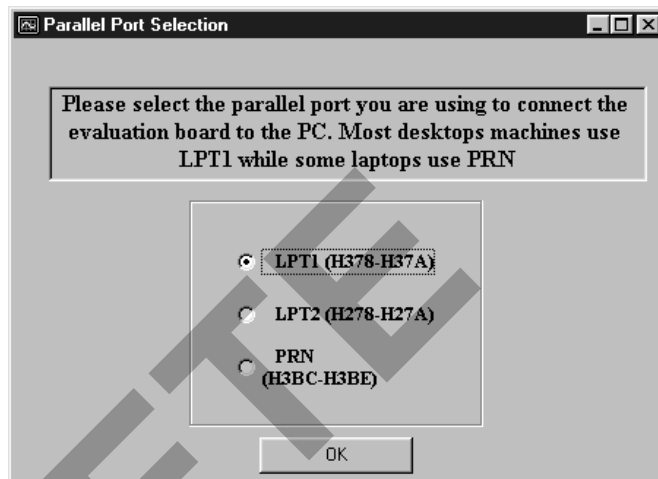 Parallel Port Selection
Please select the parallel port you are using to connect the
evaluation board to the PC. Most desktops machines use
LPT1 while some laptops use PRN
LPT1 (H378-H37A)
LPT2 (H278-H27A)
PRN
(H3BC-H3BE)
OK